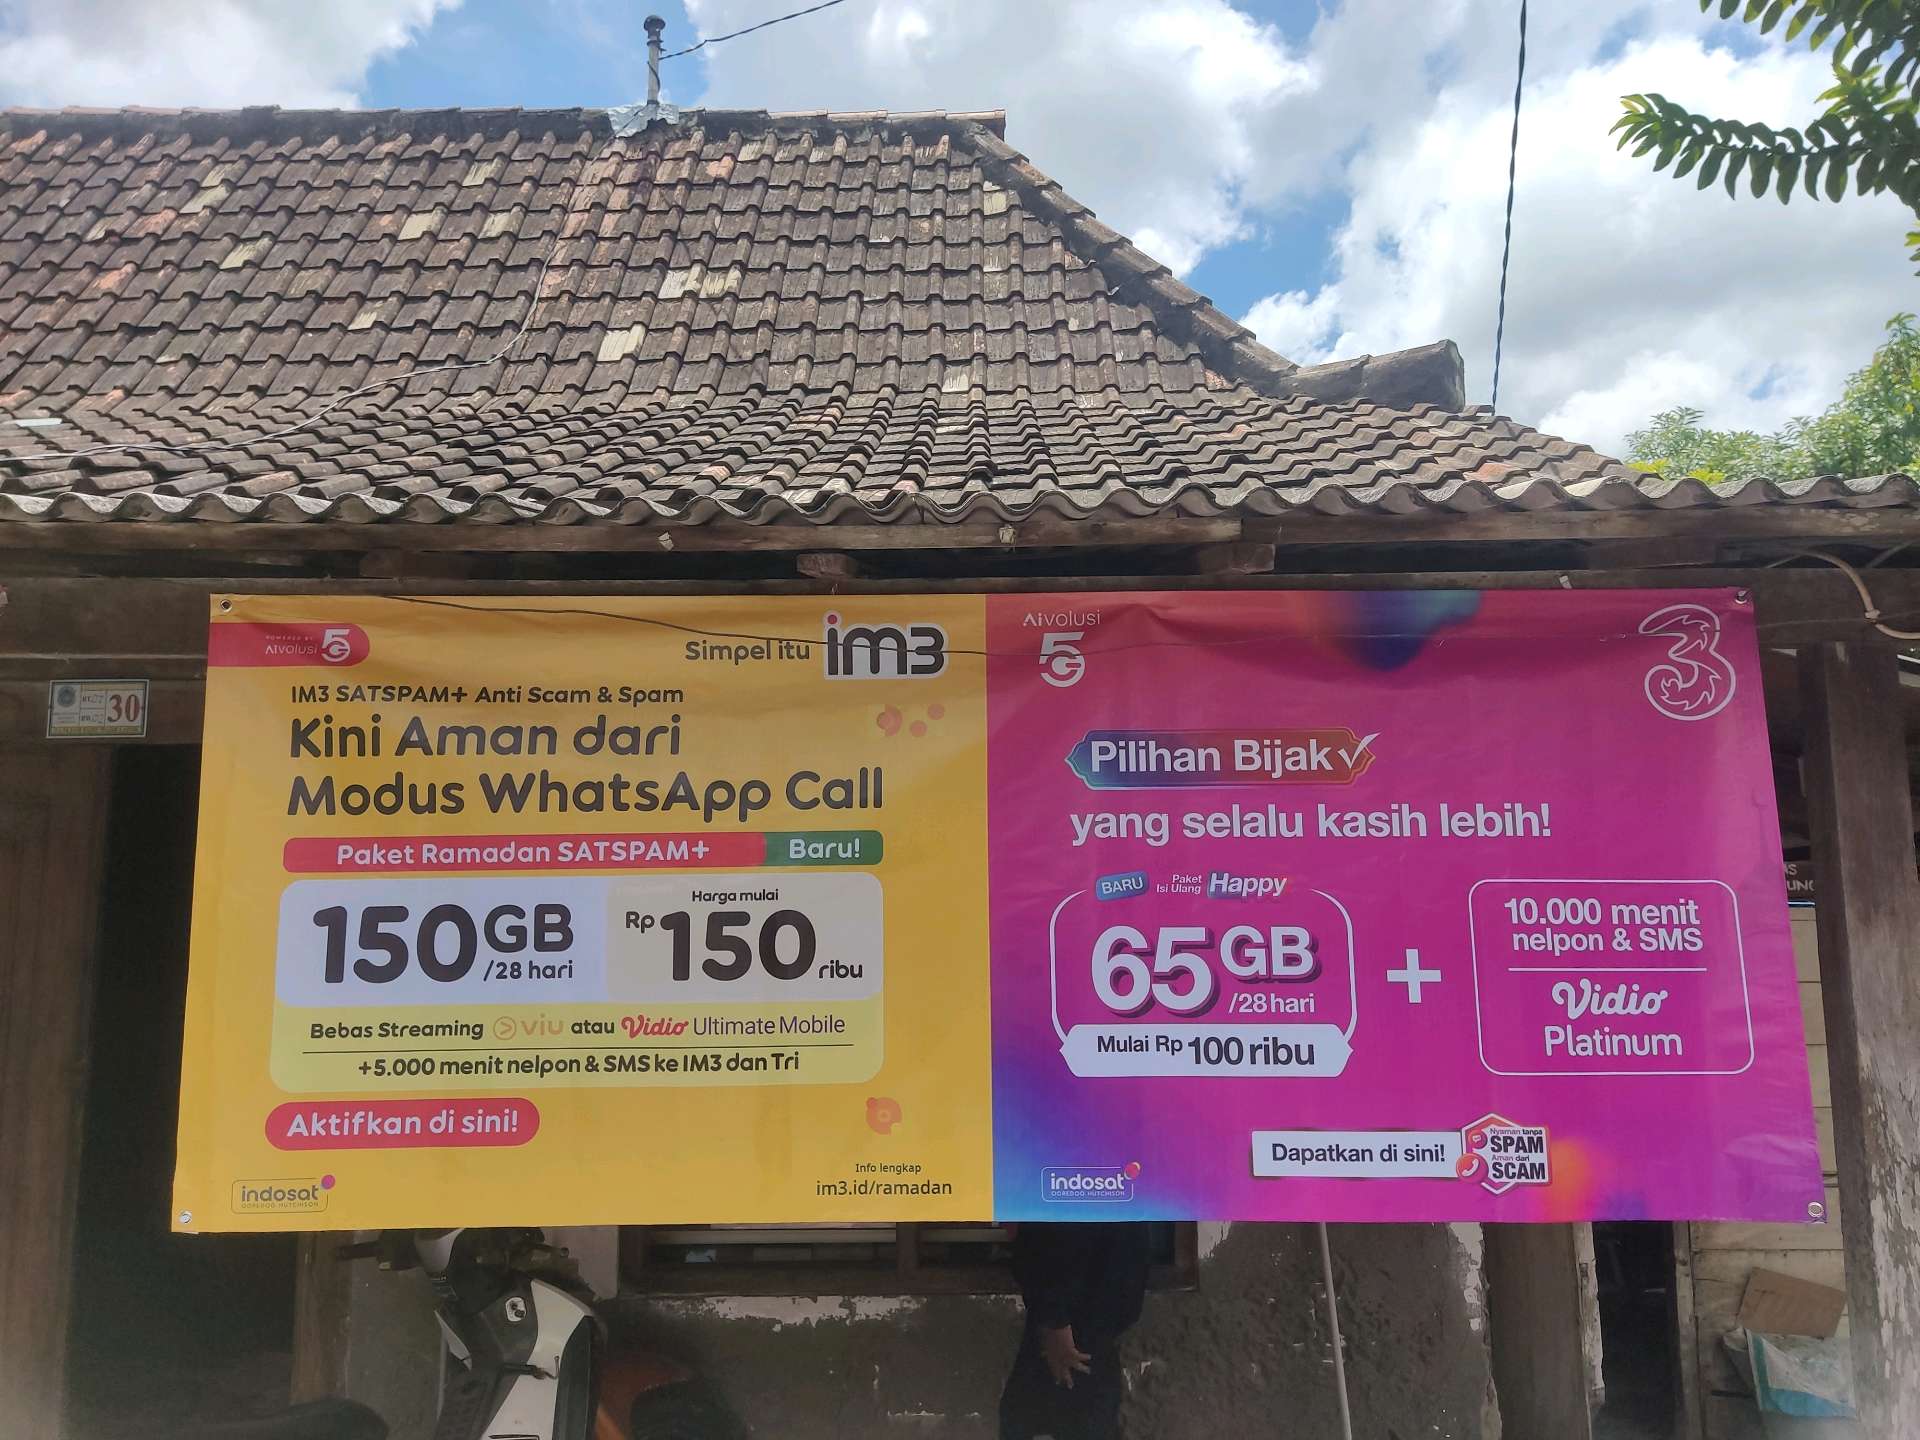 POWERED BY
AIvolusi 5G
Simpel itu im3
IM3 SATSPAM+ Anti Scam & Spam
Kini Aman dari
Modus WhatsApp Call
Paket Ramadan SATSPAM+ Baru!
150GB
/28 hari
Harga mulai
Rp150 ribu
Bebas Streaming viu atau Vidio Ultimate Mobile
+5.000 menit nelpon & SMS ke IM3 dan Tri
Aktifkan di sini!
indosat
OOREDOO HUTCHISON
Info lengkap
im3.id/ramadan
AIvolusi
5G
3
Pilihan Bijak
yang selalu kasih lebih!
BARU Paket Isi Ulang Happy
65GB
/28 hari
Mulai Rp 100 ribu
+
10.000 menit
nelpon & SMS
Vidio
Platinum
Dapatkan di sini!
Nyaman tanpa
SPAM
Aman dari
SCAM
indosat
OOREDOO HUTCHISON
30